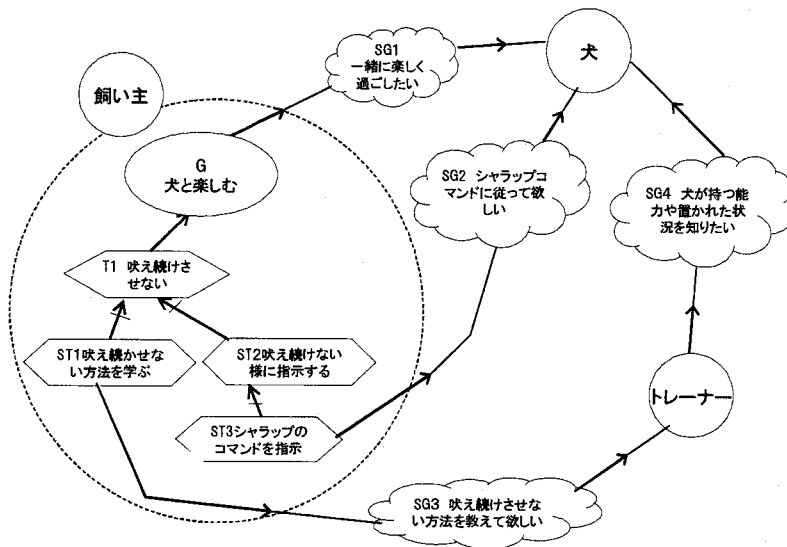 SG1
一緒に楽しく
過ごしたい
犬
飼い主
G
犬と楽しむ
SG2 シャラップコ
マンドに従って欲
しい
SG4 犬が持つ能
力や置かれた状
況を知りたい
T1 吠え続けさ
せない
ST1吠え続かせな
い方法を学ぶ
ST2吠え続けない
様に指示する
トレーナー
ST3シャラップの
コマンドを指示
SG3 吠え続けさせな
い方法を教えて欲しい